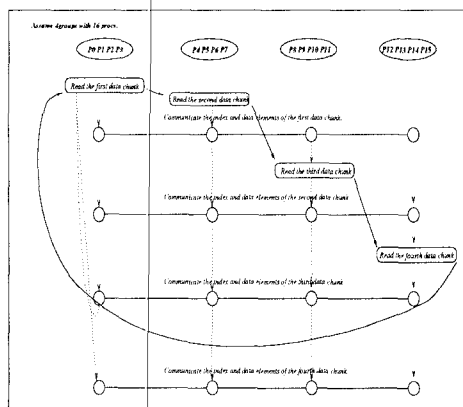 Assume 4groups with 16 procs.
P0 P1 P2 P3
P4 P5 P6 P7
P8 P9 P10 P11
P12 P13 P14 P15
Read the first data chunk
Read the second data chunk
Communicate the index and data elements of the first data chunk.
Read the third data chunk
Communicate the index and data elements of the second data chunk
Read the fourth data chunk
Communicate the index and data elements of the third data chunk
Communicate the index and data elements of the fourth data chunk